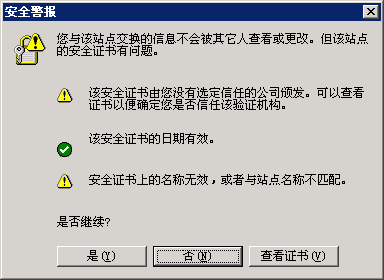 安全警报
您与该站点交换的信息不会被其它人查看或更改。但该站点
的安全证书有问题。
该安全证书由您没有选定信任的公司颁发。可以查看
证书以便确定您是否信任该验证机构。
该安全证书的日期有效。
安全证书上的名称无效，或者与站点名称不匹配。
是否继续?
是(Y)
否(N)
查看证书(V)